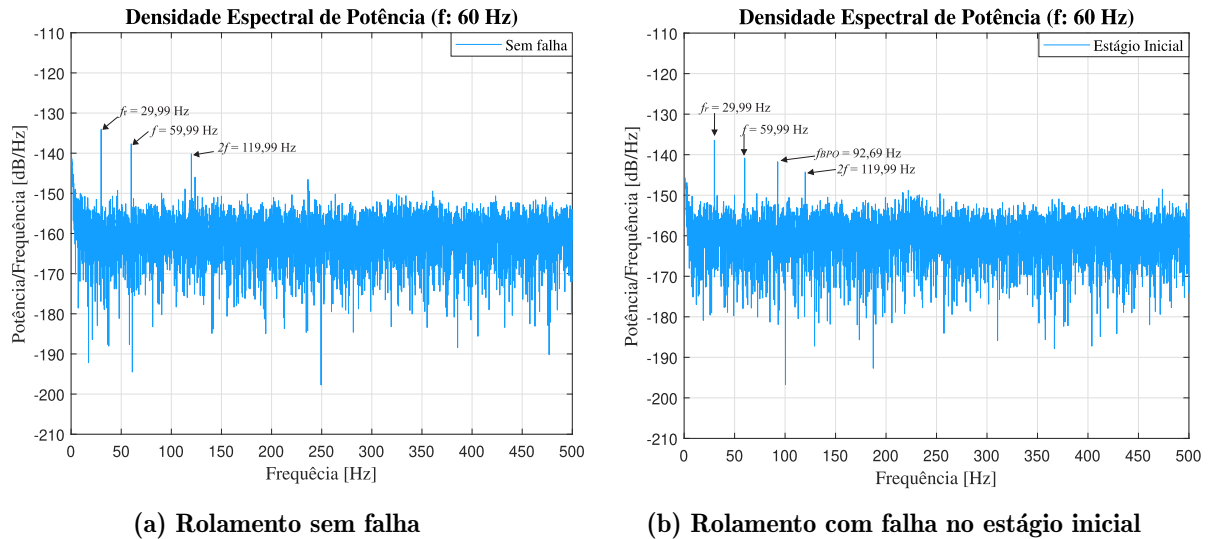 Densidade Espectral de Potência (f: 60 Hz)
-110
Sem falha
-120
-130
fr = 29,99 Hz
f = 59,99 Hz
-140
2f = 119,99 Hz
-150
-160
-170
-180
-190
-200
-210
0 50 100 150 200 250 300 350 400 450 500
Potência/Frequência [dB/Hz]
Frequêcia [Hz]
(a) Rolamento sem falha
Densidade Espectral de Potência (f: 60 Hz)
-110
Estágio Inicial
-120
-130
fr = 29,99 Hz
f = 59,99 Hz
-140
fBPO = 92,69 Hz
2f = 119,99 Hz
-150
-160
-170
-180
-190
-200
-210
0 50 100 150 200 250 300 350 400 450 500
Potência/Frequência [dB/Hz]
Frequência [Hz]
(b) Rolamento com falha no estágio inicial